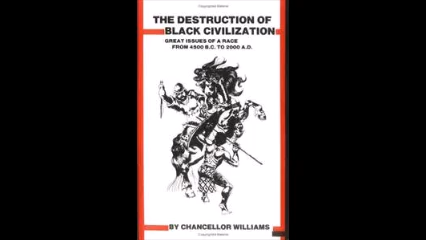 THE DESTRUCTION OF
BLACK CIVILIZATION
GREAT ISSUES OF A RACE
FROM 4500 B.C. TO 2000 A.D.
BY CHANCELLOR WILLIAMS